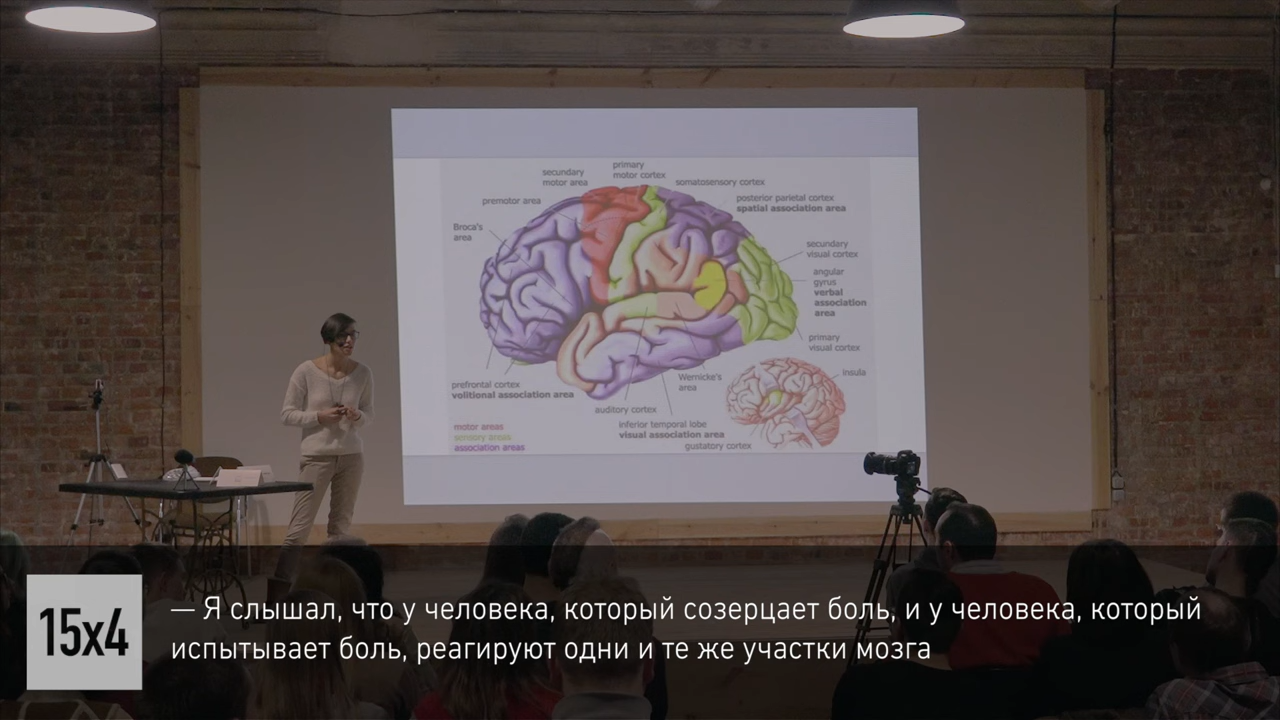 primary
motor cortex
secundary
motor area
somatosensory cortex
premotor area
posterior parietal cortex
spatial association area
Broca's
area
secundary
visual cortex
angular
gyrus
verbal
association
area
primary
visual cortex
insula
prefrontal cortex
volitional association area
Wernicke's
area
auditory cortex
inferior temporal lobe
visual association area
gustatory cortex
motor areas
sensory areas
association areas
15x4
— Я слышал, что у человека, который созерцает боль, и у человека, который
испытывает боль, реагируют одни и те же участки мозга